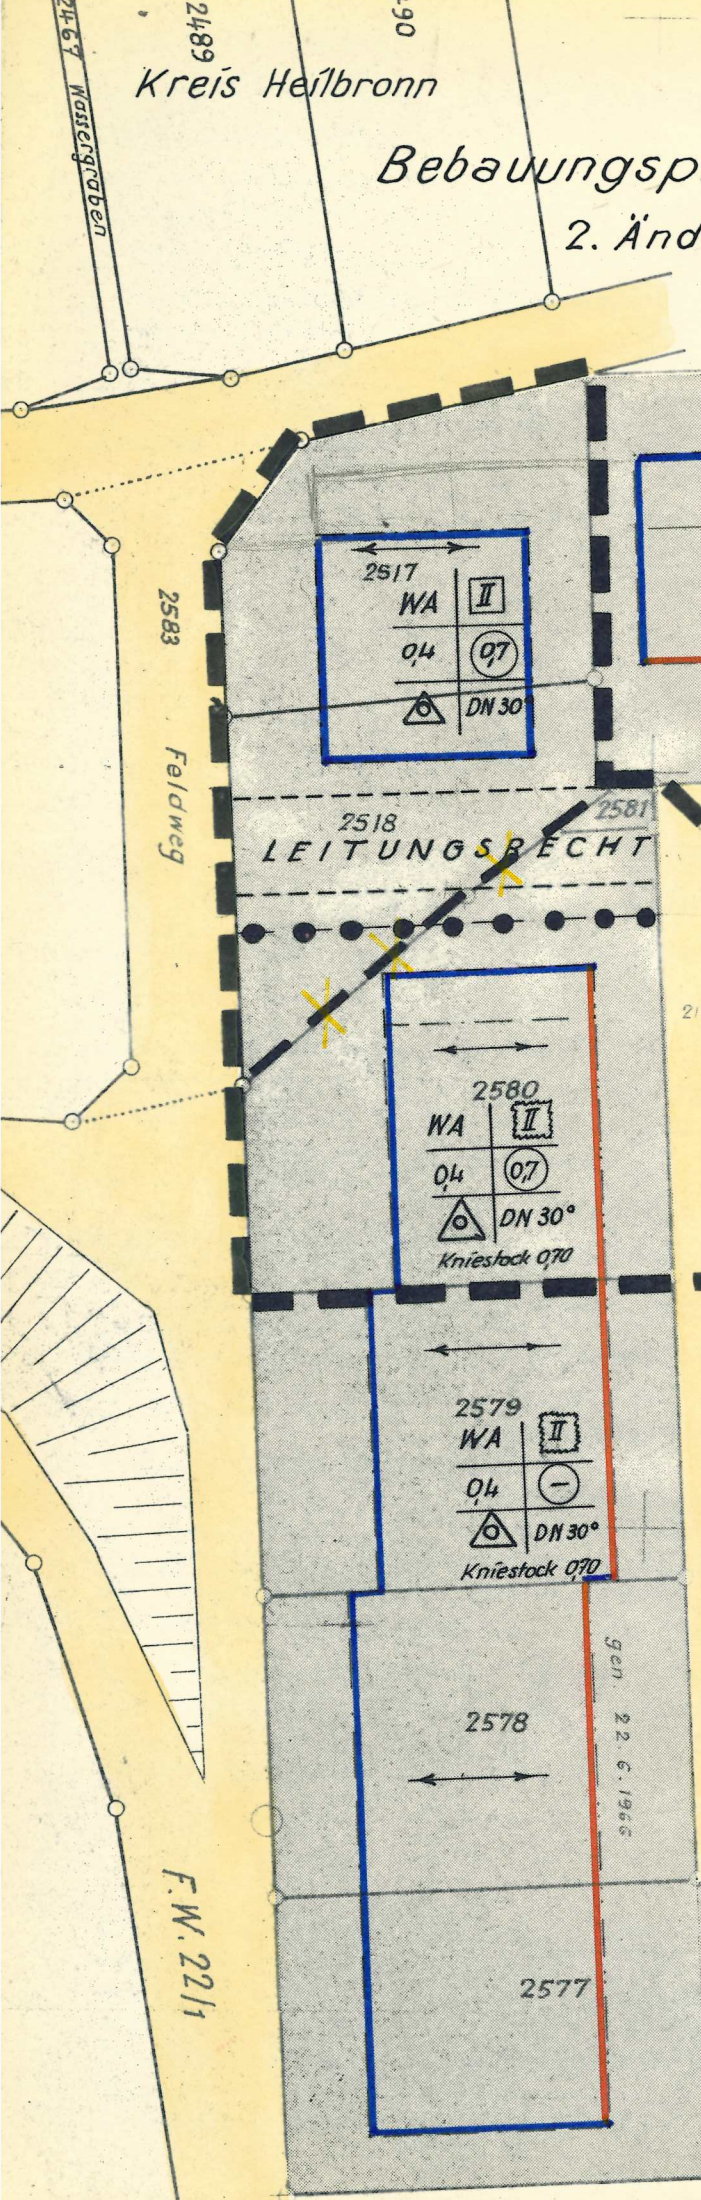 2467 Wassergraben
2489
Kreis Heilbronn
2. Änd
2517
WA II
0,4 0,7
DN 30°
2583 Feldweg
2518
2581
LEITUNGSRECHT
2580
WA II
0,4 0,7
DN 30°
Kniestock 0,70
2579
WA II
0,4 –
DN 30°
Kniestock 0,70
gen. 22.6.1966
2578
F.W. 22/1
2577